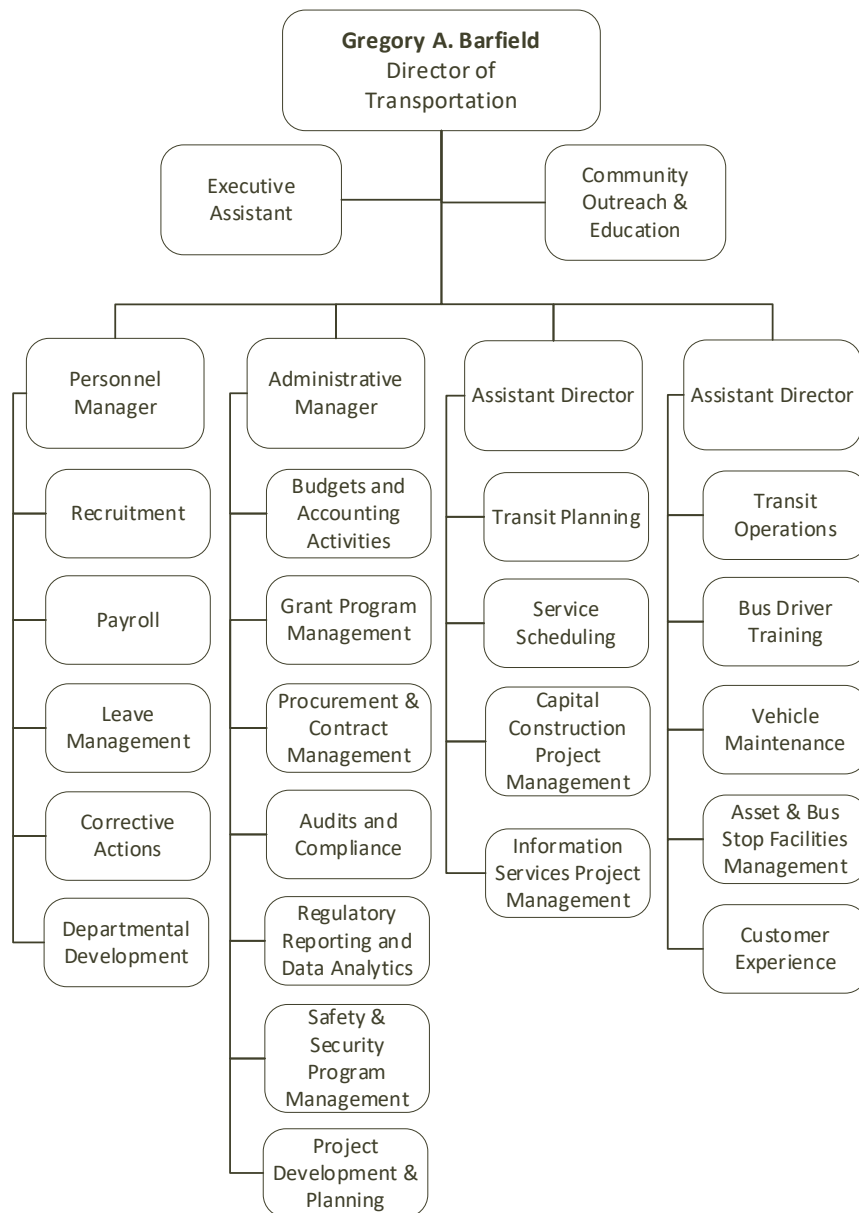 Gregory A. Barfield
Director of
Transportation
Executive
Assistant
Community
Outreach &
Education
Personnel
Manager
Recruitment
Payroll
Leave
Management
Corrective
Actions
Departmental
Development
Administrative
Manager
Budgets and
Accounting
Activities
Grant Program
Management
Procurement &
Contract
Management
Audits and
Compliance
Regulatory
Reporting and
Data Analytics
Safety &
Security
Program
Management
Project
Development &
Planning
Assistant Director
Transit Planning
Service
Scheduling
Capital
Construction
Project
Management
Information
Services Project
Management
Assistant Director
Transit
Operations
Bus Driver
Training
Vehicle
Maintenance
Asset & Bus
Stop Facilities
Management
Customer
Experience